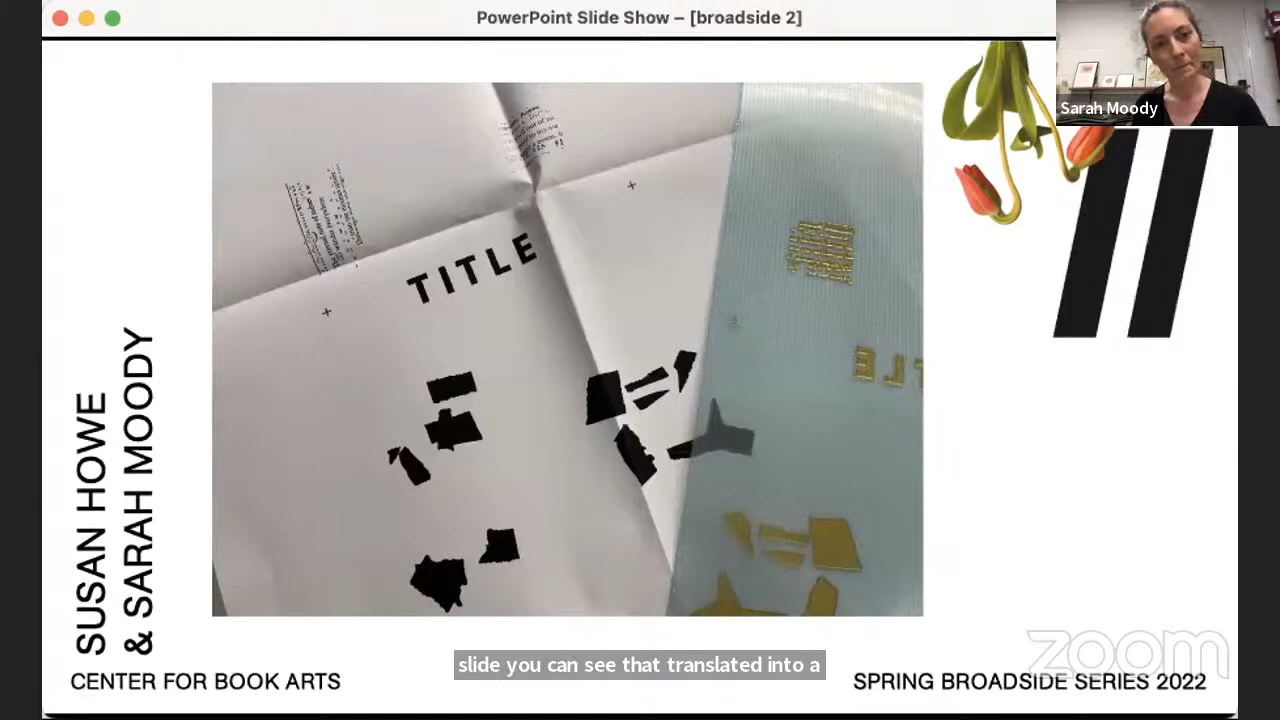 PowerPoint Slide Show – [broadside 2]
Sarah Moody
TITLE
SUSAN HOWE
& SARAH MOODY
slide you can see that translated into a
zoom
CENTER FOR BOOK ARTS
SPRING BROADSIDE SERIES 2022